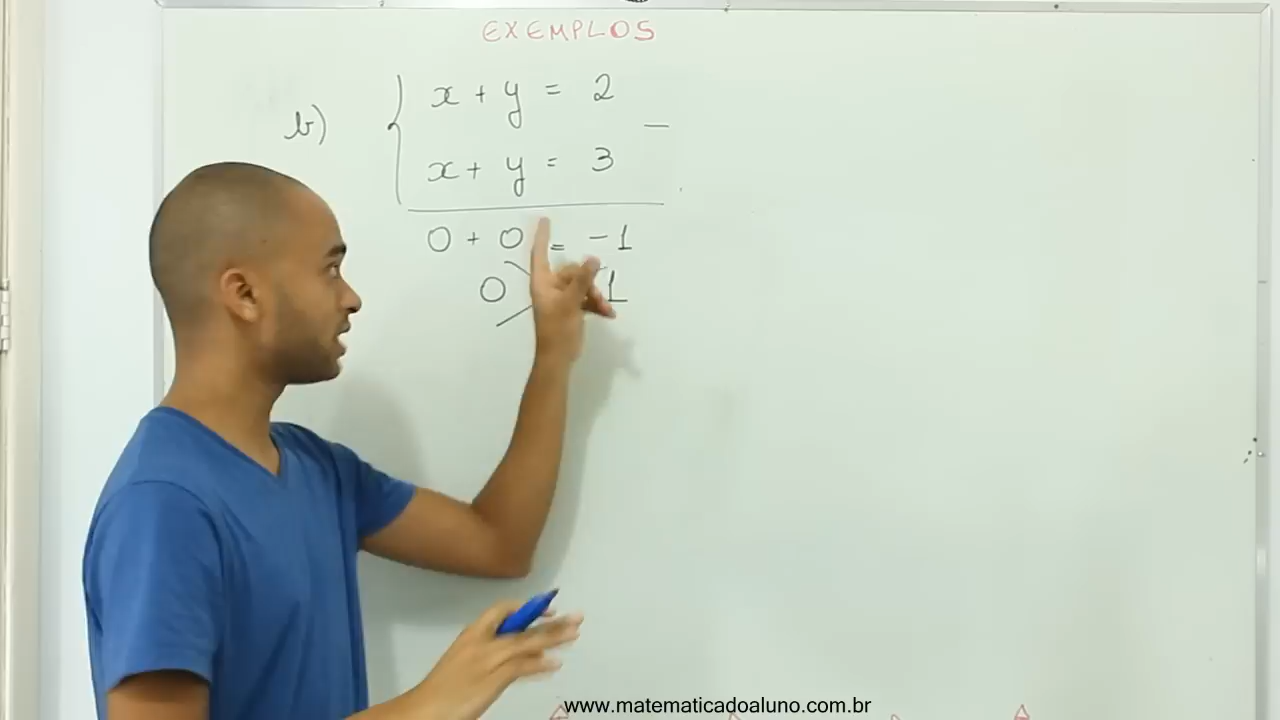 EXEMPLOS
b)
x + y = 2
—
x + y = 3
0 + 0 = -1
0 1
www.matematicadoaluno.com.br